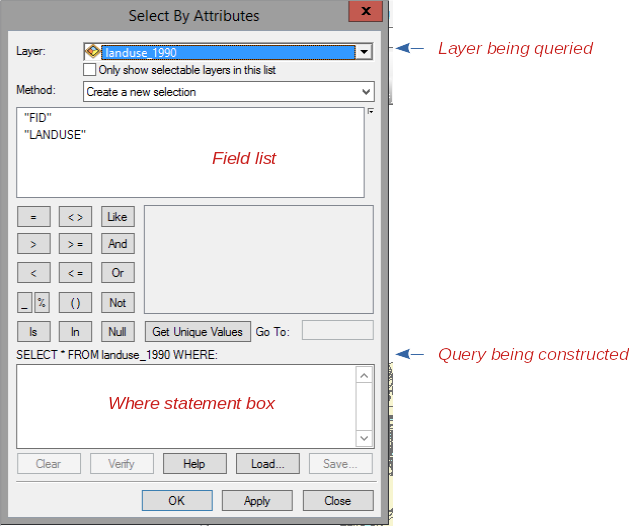 Select By Attributes
x
Layer:
landuse_1990
Layer being queried
Only show selectable layers in this list
Method:
Create a new selection
"FID"
"LANDUSE"
Field list
= < > Like
> > = And
< < = Or
_ % ( ) Not
Is In Null Get Unique Values Go To:
SELECT * FROM landuse_1990 WHERE:
Query being constructed
Where statement box
Clear Verify Help Load... Save...
OK Apply Close